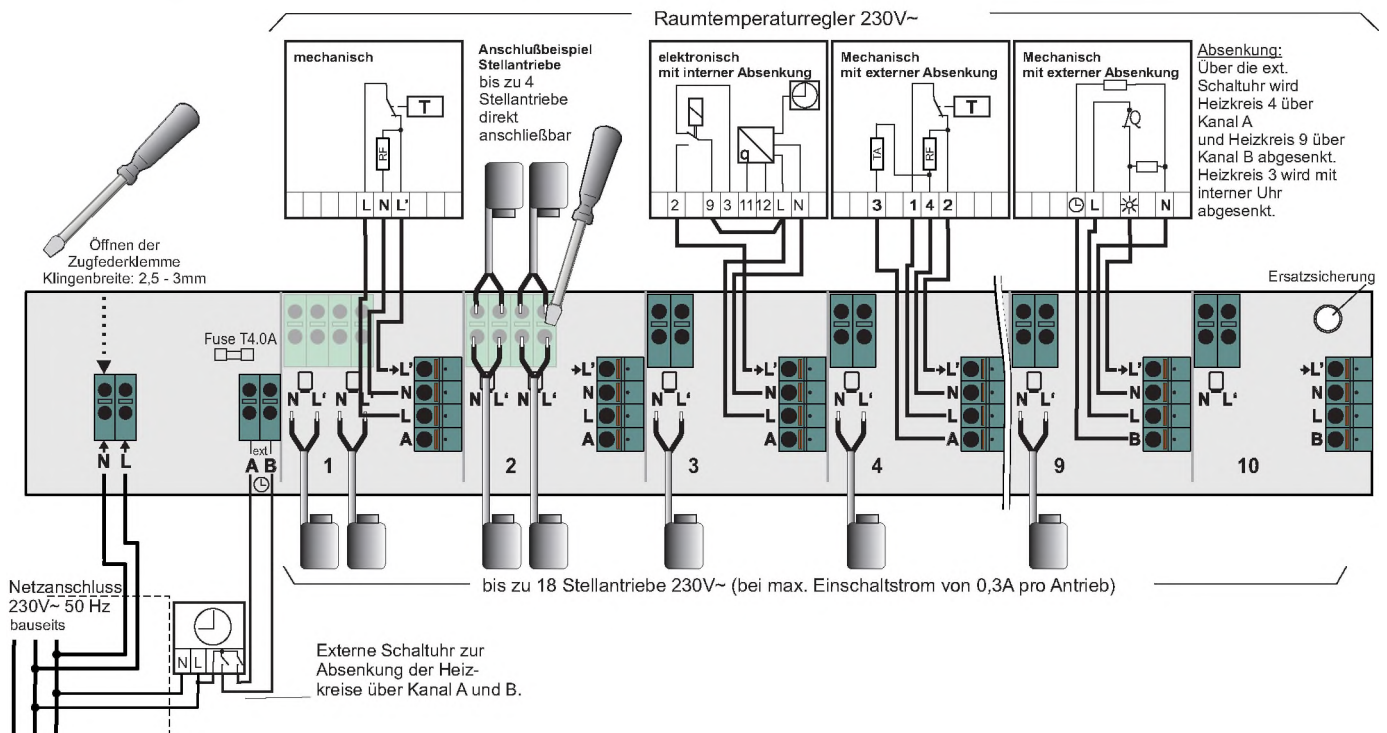 Raumtemperaturregler 230V~
mechanisch
T
RF
L N L'
Anschlußbeispiel
Stellantriebe
bis zu 4
Stellantriebe
direkt
anschließbar
elektronisch
mit interner Absenkung
q
2 9 3 11 12 L N
Mechanisch
mit externer Absenkung
T
TA
RF
3 1 4 2
Mechanisch
mit externer Absenkung
L N
Absenkung:
Über die ext.
Schaltuhr wird
Heizkreis 4 über
Kanal A
und Heizkreis 9 über
Kanal B abgesenkt.
Heizkreis 3 wird mit
interner Uhr
abgesenkt.
Öffnen der
Zugfederklemme
Klingenbreite: 2,5 - 3mm
Ersatzsicherung
Fuse T4.0A
N L
ext
A B
N L' N L'
1
L'
N
L
A
N L' N L'
2
L'
N
L
A
N L'
3
L'
N
L
A
N L'
4
L'
N
L
A
N L'
9
L'
N
L
B
N L'
10
L'
N
L
B
bis zu 18 Stellantriebe 230V~ (bei max. Einschaltstrom von 0,3A pro Antrieb)
Netzanschluss
230V~ 50 Hz
bauseits
N L
Externe Schaltuhr zur
Absenkung der Heiz-
kreise über Kanal A und B.